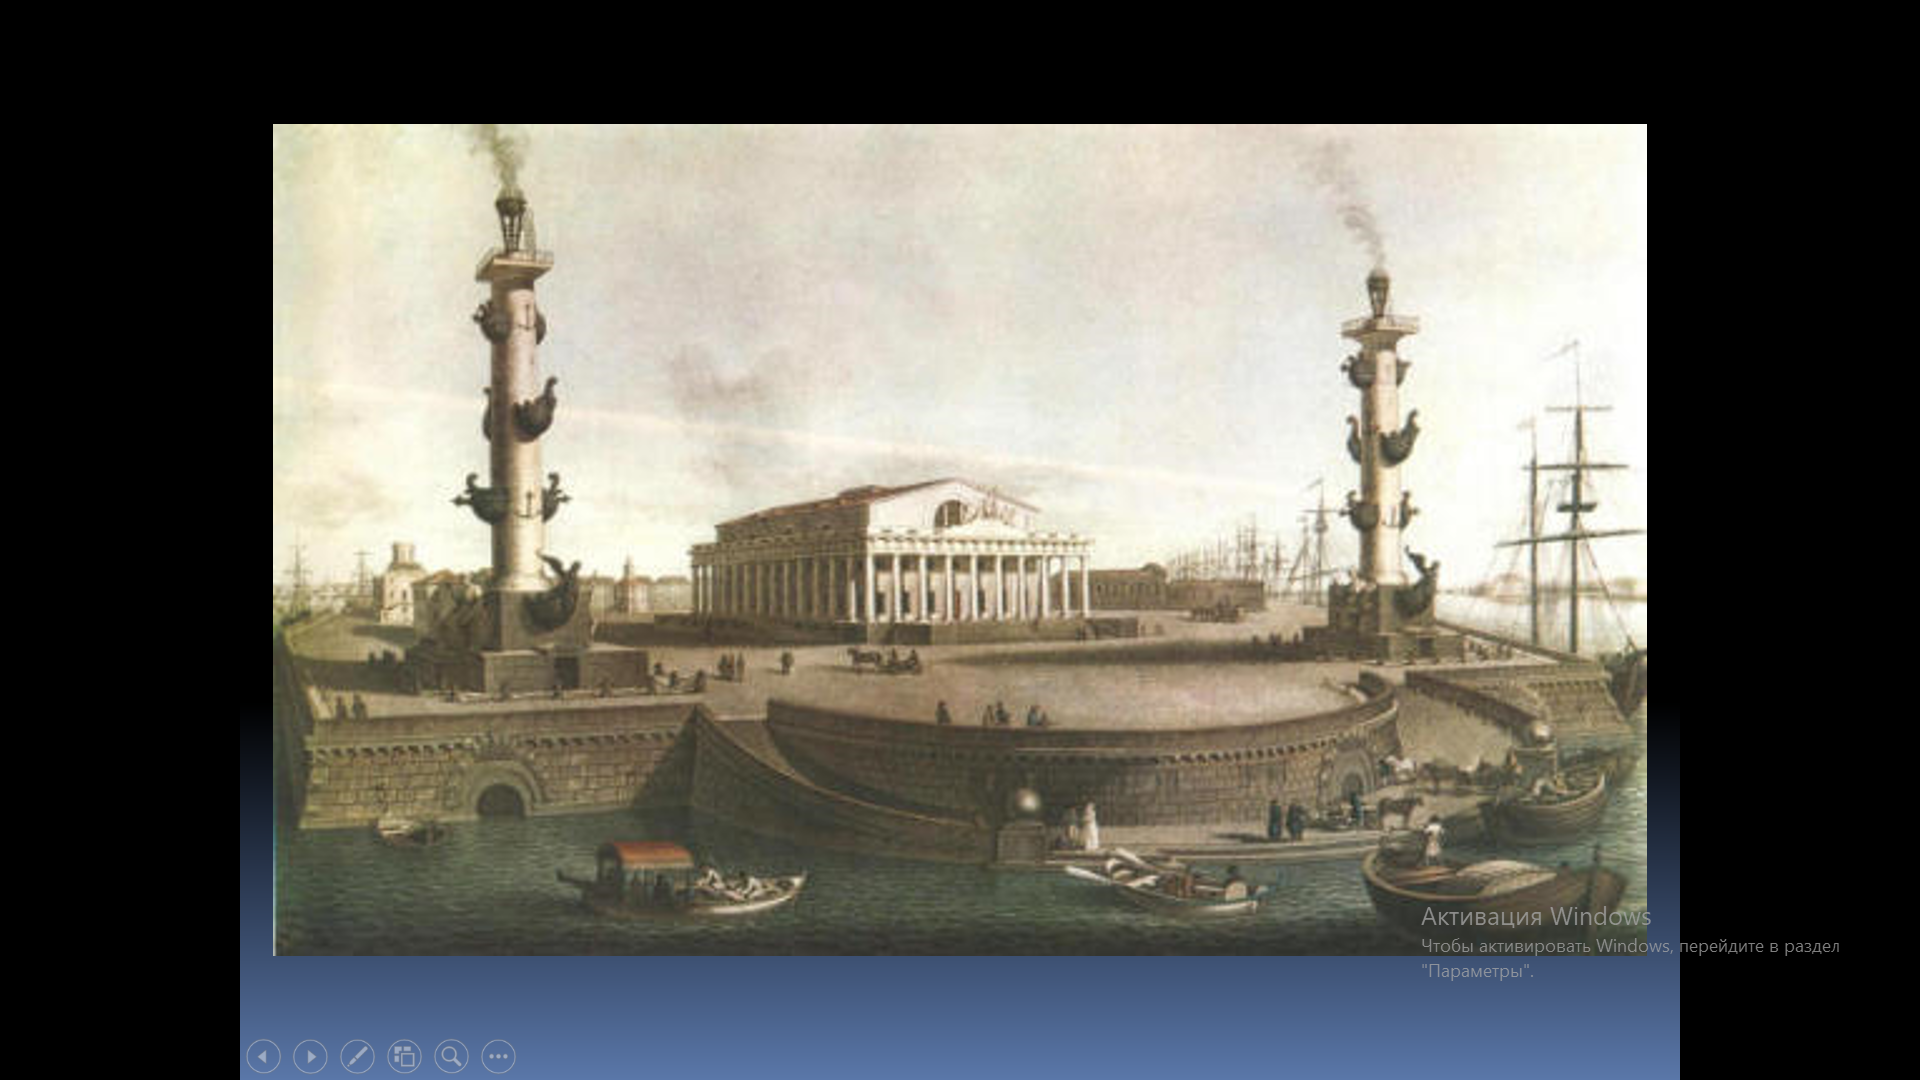 Активация Windows
Чтобы активировать Windows, перейдите в раздел
"Параметры".